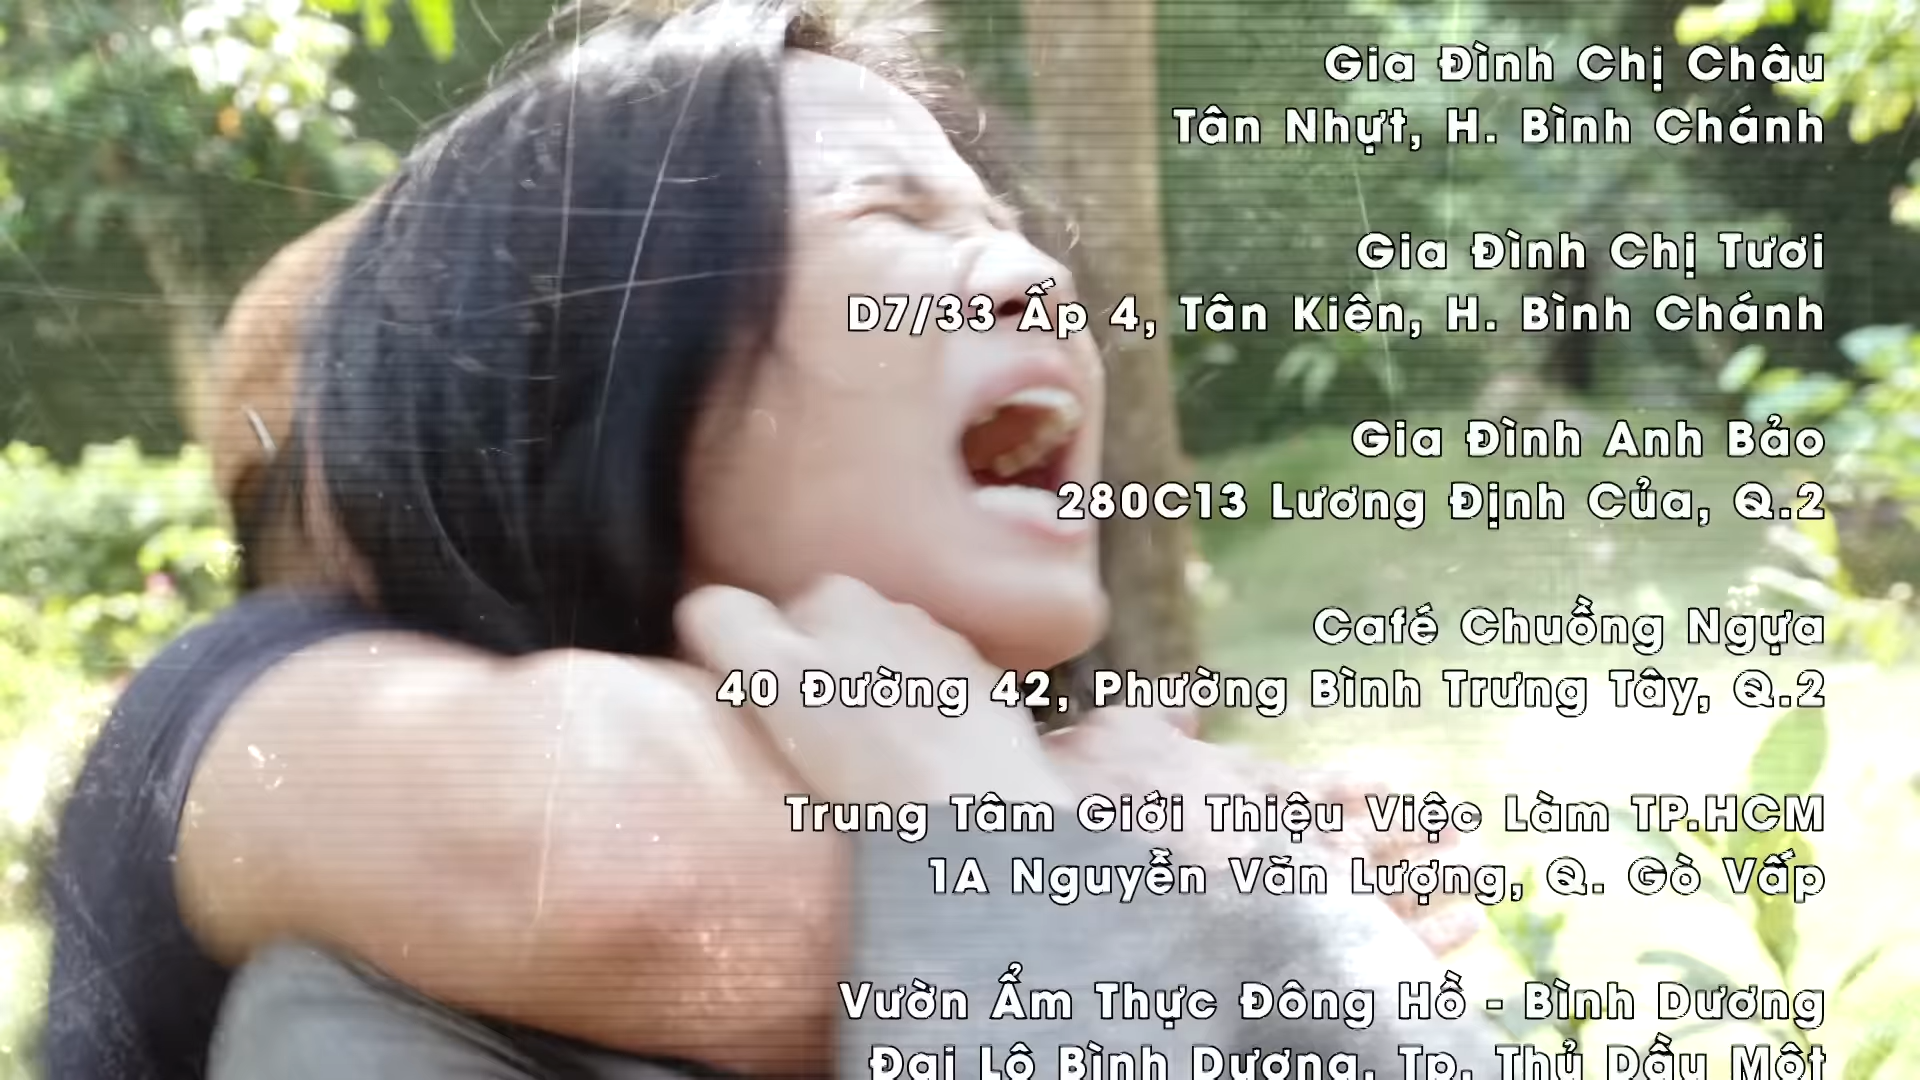 Gia Đình Chị Châu
Tân Nhựt, H. Bình Chánh
Gia Đình Chị Tươi
D7/33 Ấp 4, Tân Kiên, H. Bình Chánh
Gia Đình Anh Bảo
280C13 Lương Định Của, Q.2
Café Chuồng Ngựa
40 Đường 42, Phường Bình Trưng Tây, Q.2
Trung Tâm Giới Thiệu Việc Làm TP.HCM
1A Nguyễn Văn Lượng, Q. Gò Vấp
Vườn Ẩm Thực Đông Hồ - Bình Dương
Đại Lộ Bình Dương, Tp. Thủ Dầu Một